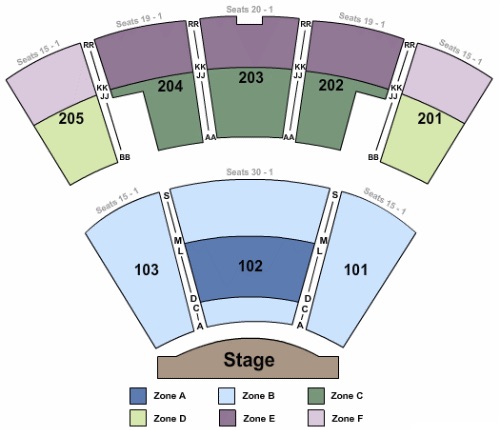 Seats 20 - 1
Seats 19 - 1
Seats 19 - 1
Seats 15 - 1
Seats 15 - 1
RR
RR
RR
RR
KK
JJ
KK
JJ
KK
JJ
KK
JJ
205
204
203
202
201
AA
AA
BB
BB
Seats 30 - 1
Seats 15 - 1
Seats 15 - 1
S
S
M
L
M
L
103
102
101
D
C
A
D
C
A
Stage
Zone A
Zone B
Zone C
Zone D
Zone E
Zone F